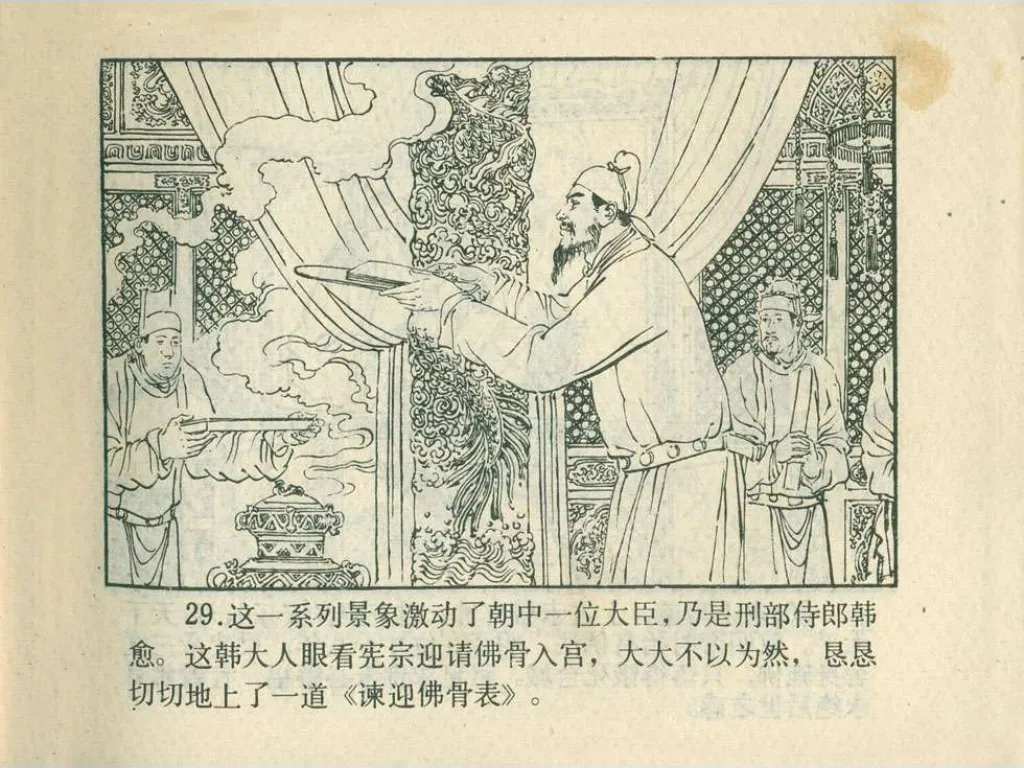 29.这一系列景象激动了朝中一位大臣，乃是刑部侍郎韩
愈。这韩大人眼看宪宗迎请佛骨入宫，大大不以为然，恳恳
切切地上了一道《谏迎佛骨表》。